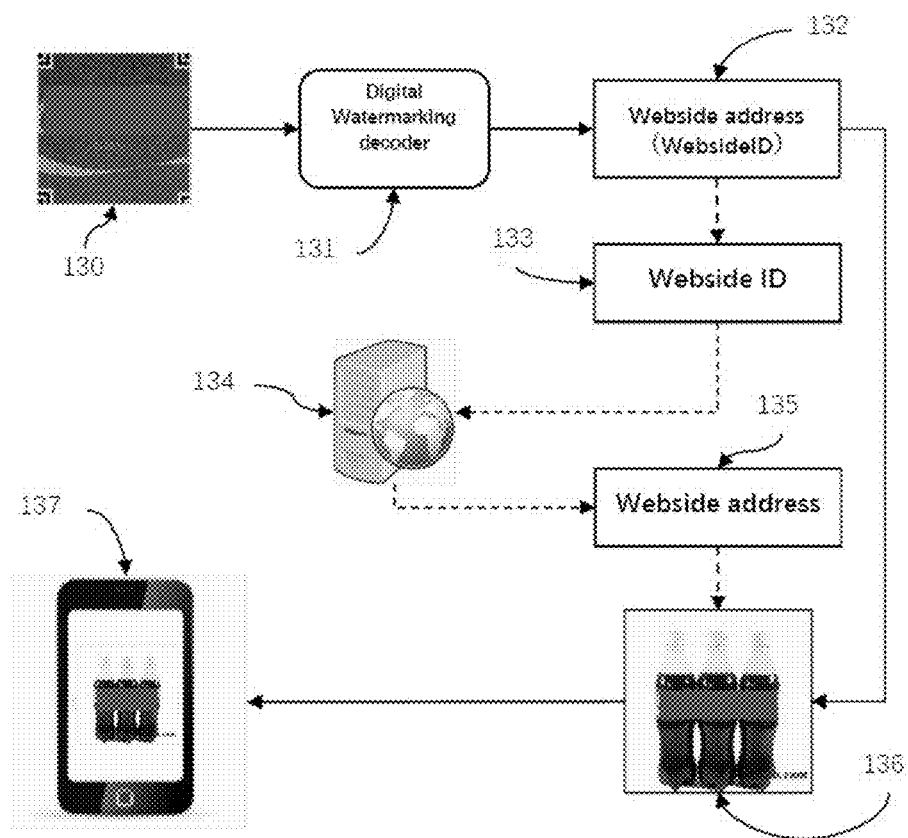 132
Digital
Watermarking
decoder
Webside address
(WebsideID)
130
131
133
Webside ID
134
135
Webside address
137
D
136